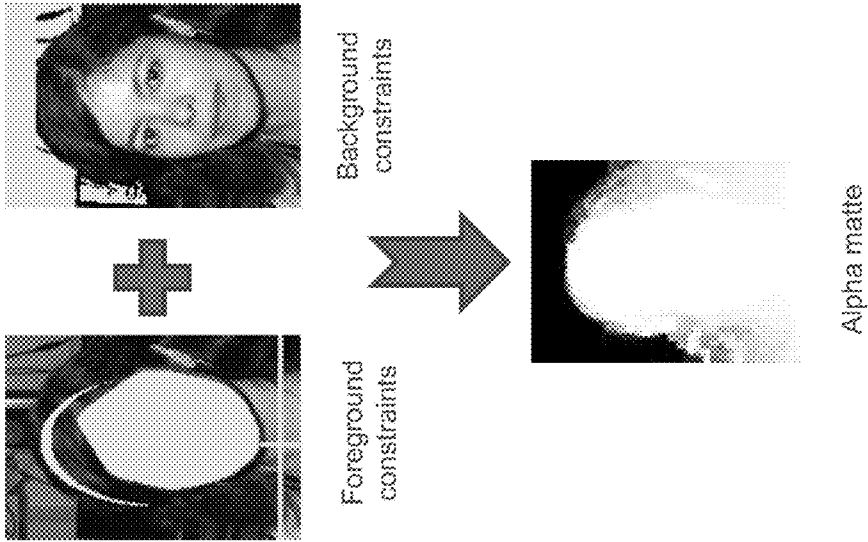 Foreground
constraints
Background
constraints
Alpha matte